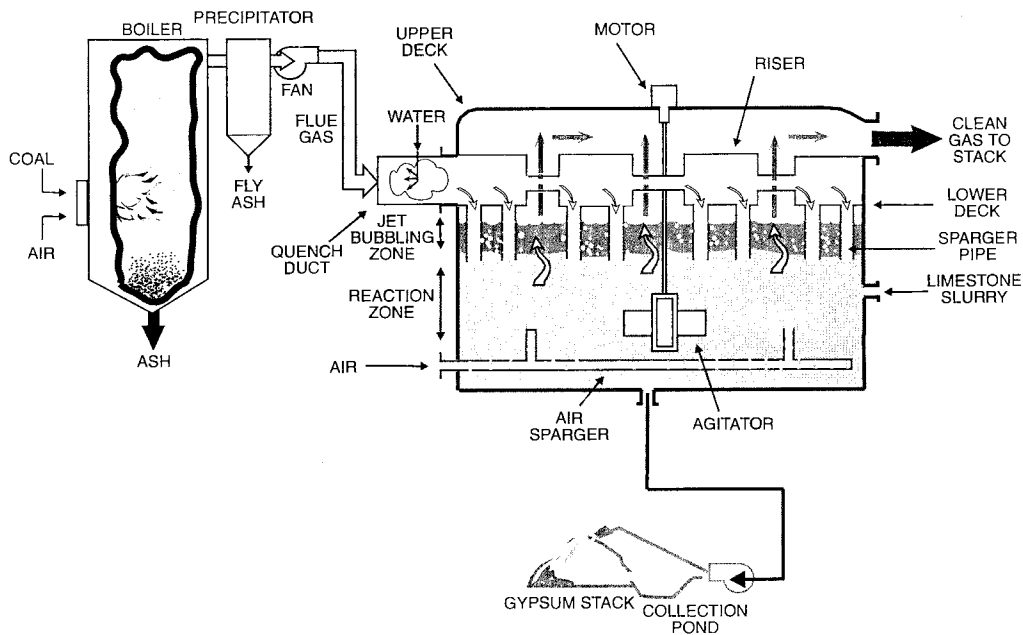 BOILER
PRECIPITATOR
FAN
FLUE
GAS
COAL
AIR
FLY
ASH
ASH
UPPER
DECK
MOTOR
RISER
WATER
QUENCH
DUCT
CLEAN
GAS TO
STACK
LOWER
DECK
JET
BUBBLING
ZONE
SPARGER
PIPE
REACTION
ZONE
LIMESTONE
SLURRY
AIR
AIR
SPARGER
AGITATOR
GYPSUM STACK
COLLECTION
POND